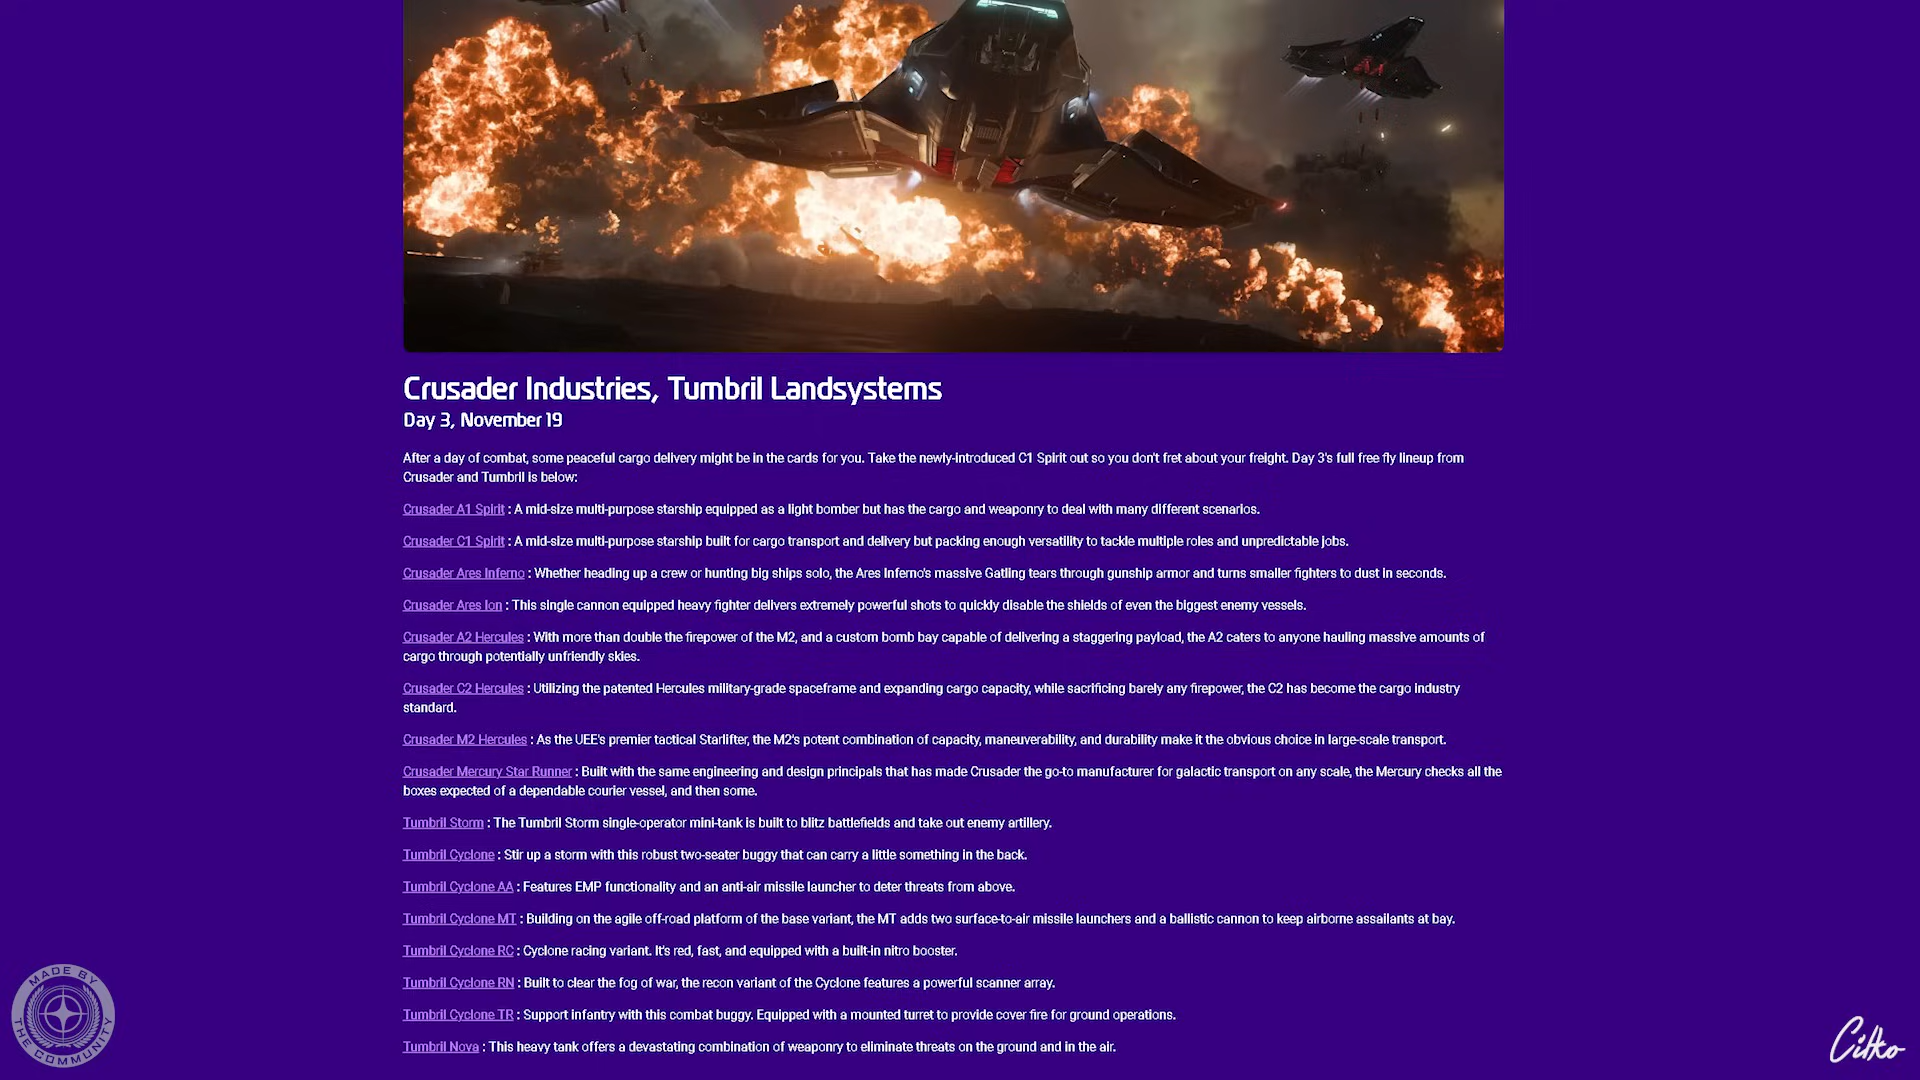 Crusader Industries, Tumbril Landsystems
Day 3, November 19
After a day of combat, some peaceful cargo delivery might be in the cards for you. Take the newly-introduced C1 Spirit out so you don't fret about your freight. Day 3's full free fly lineup from
Crusader and Tumbril is below:
Crusader A1 Spirit : A mid-size multi-purpose starship equipped as a light bomber but has the cargo and weaponry to deal with many different scenarios.
Crusader C1 Spirit : A mid-size multi-purpose starship built for cargo transport and delivery but packing enough versatility to tackle multiple roles and unpredictable jobs.
Crusader Ares Inferno : Whether heading up a crew or hunting big ships solo, the Ares Inferno's massive Gatling tears through gunship armor and turns smaller fighters to dust in seconds.
Crusader Ares Ion : This single cannon equipped heavy fighter delivers extremely powerful shots to quickly disable the shields of even the biggest enemy vessels.
Crusader A2 Hercules : With more than double the firepower of the M2, and a custom bomb bay capable of delivering a staggering payload, the A2 caters to anyone hauling massive amounts of
cargo through potentially unfriendly skies.
Crusader C2 Hercules : Utilizing the patented Hercules military-grade spaceframe and expanding cargo capacity, while sacrificing barely any firepower, the C2 has become the cargo industry
standard.
Crusader M2 Hercules : As the UEE's premier tactical Starlifter, the M2's potent combination of capacity, maneuverability, and durability make it the obvious choice in large-scale transport.
Crusader Mercury Star Runner : Built with the same engineering and design principals that has made Crusader the go-to manufacturer for galactic transport on any scale, the Mercury checks all the
boxes expected of a dependable courier vessel, and then some.
Tumbril Storm : The Tumbril Storm single-operator mini-tank is built to blitz battlefields and take out enemy artillery.
Tumbril Cyclone : Stir up a storm with this robust two-seater buggy that can carry a little something in the back.
Tumbril Cyclone AA : Features EMP functionality and an anti-air missile launcher to deter threats from above.
Tumbril Cyclone MT : Building on the agile off-road platform of the base variant, the MT adds two surface-to-air missile launchers and a ballistic cannon to keep airborne assailants at bay.
Tumbril Cyclone RC : Cyclone racing variant. It's red, fast, and equipped with a built-in nitro booster.
Tumbril Cyclone RN : Built to clear the fog of war, the recon variant of the Cyclone features a powerful scanner array.
Tumbril Cyclone TR : Support infantry with this combat buggy. Equipped with a mounted turret to provide cover fire for ground operations.
Tumbril Nova : This heavy tank offers a devastating combination of weaponry to eliminate threats on the ground and in the air.
MADE BY
THE COMMUNITY